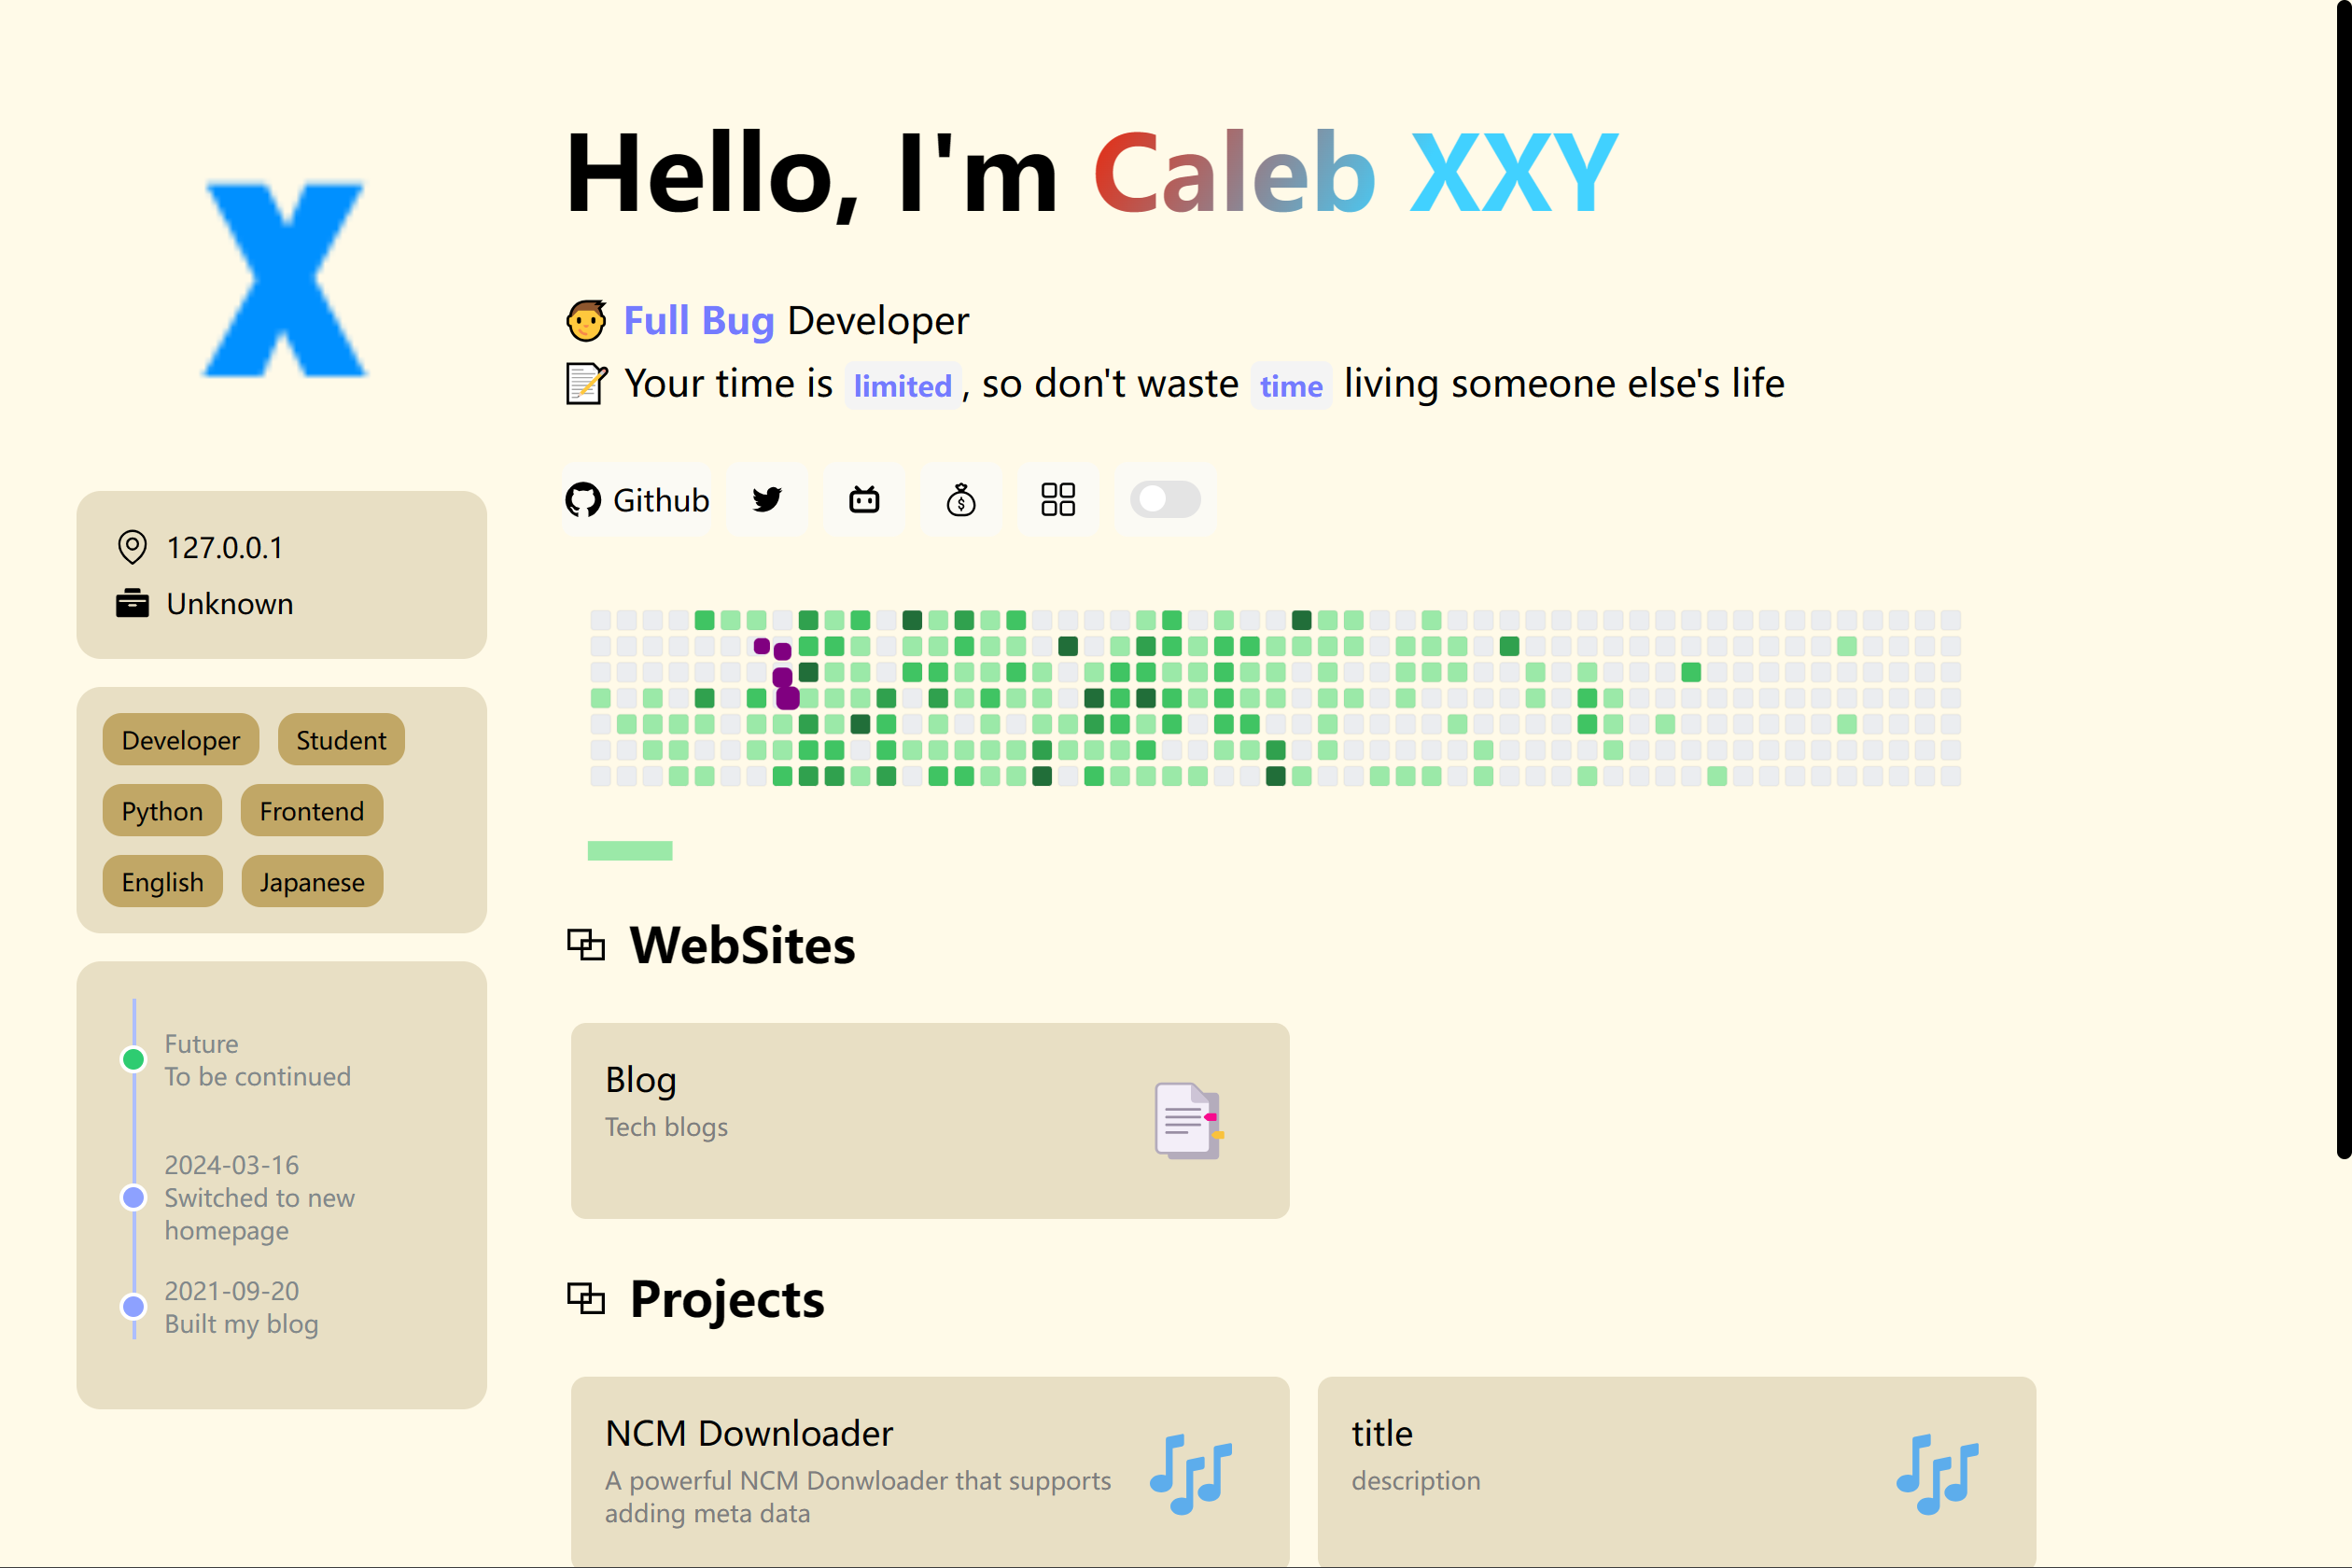 X
Hello, I'm Caleb XXY
Full Bug Developer
Your time is limited, so don't waste time living someone else's life
Github
127.0.0.1
Unknown
Developer Student
Python Frontend
English Japanese
Future
To be continued
2024-03-16
Switched to new
homepage
2021-09-20
Built my blog
WebSites
Blog
Tech blogs
Projects
NCM Downloader
A powerful NCM Donwloader that supports
adding meta data
title
description